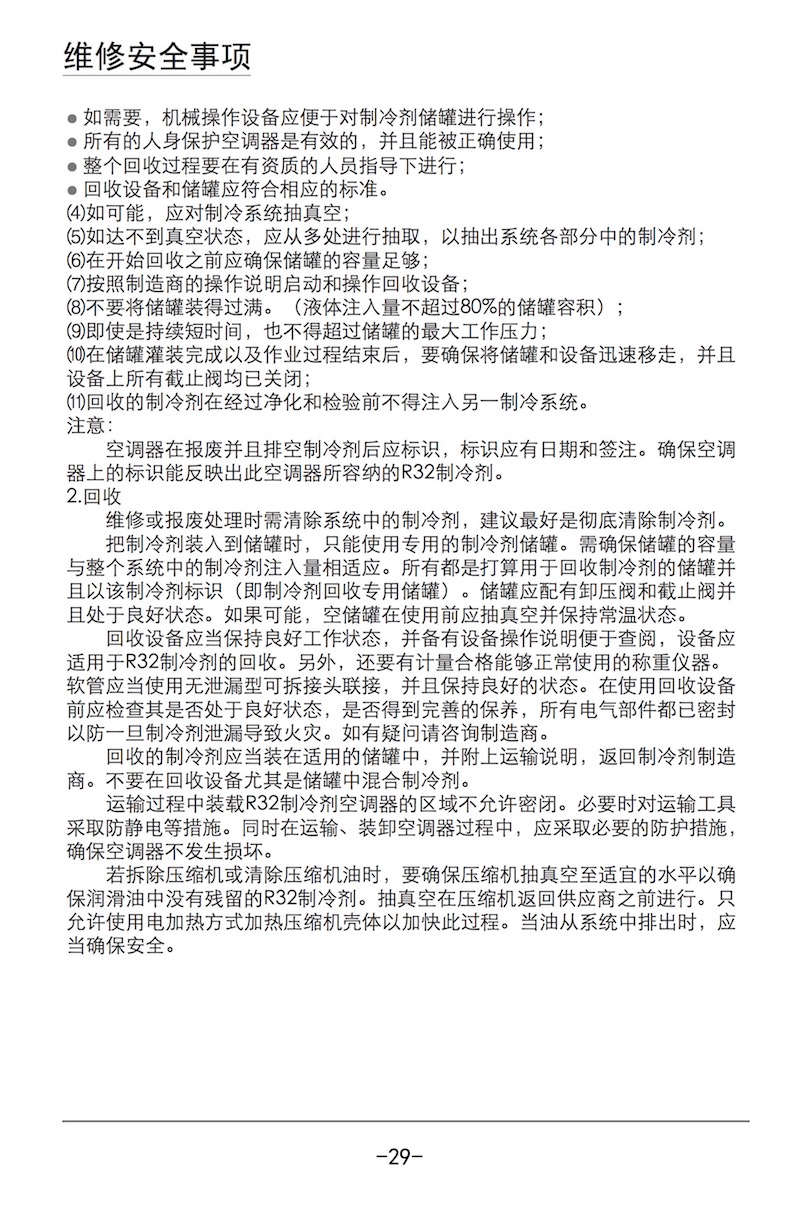 维修安全事项
● 如需要，机械操作设备应便于对制冷剂储罐进行操作；
● 所有的人身保护空调器是有效的，并且能被正确使用；
● 整个回收过程要在有资质的人员指导下进行；
● 回收设备和储罐应符合相应的标准。
⑷如可能，应对制冷系统抽真空；
⑸如达不到真空状态，应从多处进行抽取，以抽出系统各部分中的制冷剂；
⑹在开始回收之前应确保储罐的容量足够；
⑺按照制造商的操作说明启动和操作回收设备；
⑻不要将储罐装得过满。（液体注入量不超过80%的储罐容积）；
⑼即使是持续短时间，也不得超过储罐的最大工作压力；
⑽在储罐灌装完成以及作业过程结束后，要确保将储罐和设备迅速移走，并且
设备上所有截止阀均已关闭；
⑾回收的制冷剂在经过净化和检验前不得注入另一制冷系统。
注意：
空调器在报废并且排空制冷剂后应标识，标识应有日期和签注。确保空调
器上的标识能反映出此空调器所容纳的R32制冷剂。
2.回收
维修或报废处理时需清除系统中的制冷剂，建议最好是彻底清除制冷剂。
把制冷剂装入到储罐时，只能使用专用的制冷剂储罐。需确保储罐的容量
与整个系统中的制冷剂注入量相适应。所有都是打算用于回收制冷剂的储罐并
且以该制冷剂标识（即制冷剂回收专用储罐）。储罐应配有卸压阀和截止阀并
且处于良好状态。如果可能，空储罐在使用前应抽真空并保持常温状态。
回收设备应当保持良好工作状态，并备有设备操作说明便于查阅，设备应
适用于R32制冷剂的回收。另外，还要有计量合格能够正常使用的称重仪器。
软管应当使用无泄漏型可拆接头联接，并且保持良好的状态。在使用回收设备
前应检查其是否处于良好状态，是否得到完善的保养，所有电气部件都已密封
以防一旦制冷剂泄漏导致火灾。如有疑问请咨询制造商。
回收的制冷剂应当装在适用的储罐中，并附上运输说明，返回制冷剂制造
商。不要在回收设备尤其是储罐中混合制冷剂。
运输过程中装载R32制冷剂空调器的区域不允许密闭。必要时对运输工具
采取防静电等措施。同时在运输、装卸空调器过程中，应采取必要的防护措施，
确保空调器不发生损坏。
若拆除压缩机或清除压缩机油时，要确保压缩机抽真空至适宜的水平以确
保润滑油中没有残留的R32制冷剂。抽真空在压缩机返回供应商之前进行。只
允许使用电加热方式加热压缩机壳体以加快此过程。当油从系统中排出时，应
当确保安全。
-29-